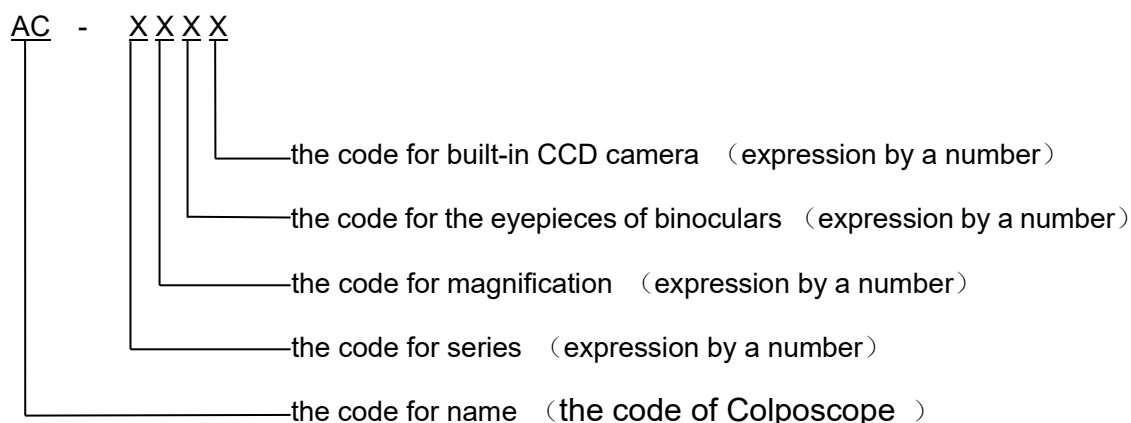 AC - X X X X
the code for built-in CCD camera （expression by a number）
the code for the eyepieces of binoculars （expression by a number）
the code for magnification （expression by a number）
the code for series （expression by a number）
the code for name （the code of Colposcope ）